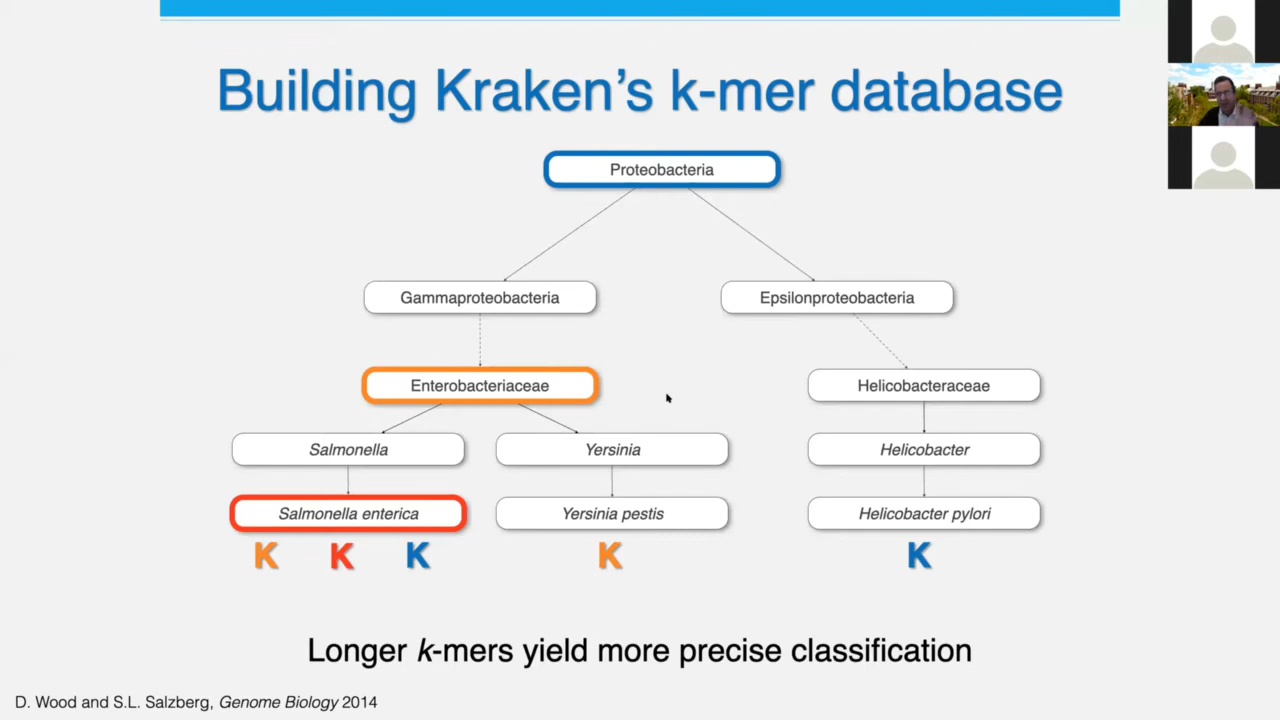 Building Kraken's k-mer database
Proteobacteria
Gammaproteobacteria
Epsilonproteobacteria
Enterobacteriaceae
Helicobacteraceae
Salmonella
Yersinia
Helicobacter
Salmonella enterica
Yersinia pestis
Helicobacter pylori
K K K K K
Longer k-mers yield more precise classification
D. Wood and S.L. Salzberg, Genome Biology 2014